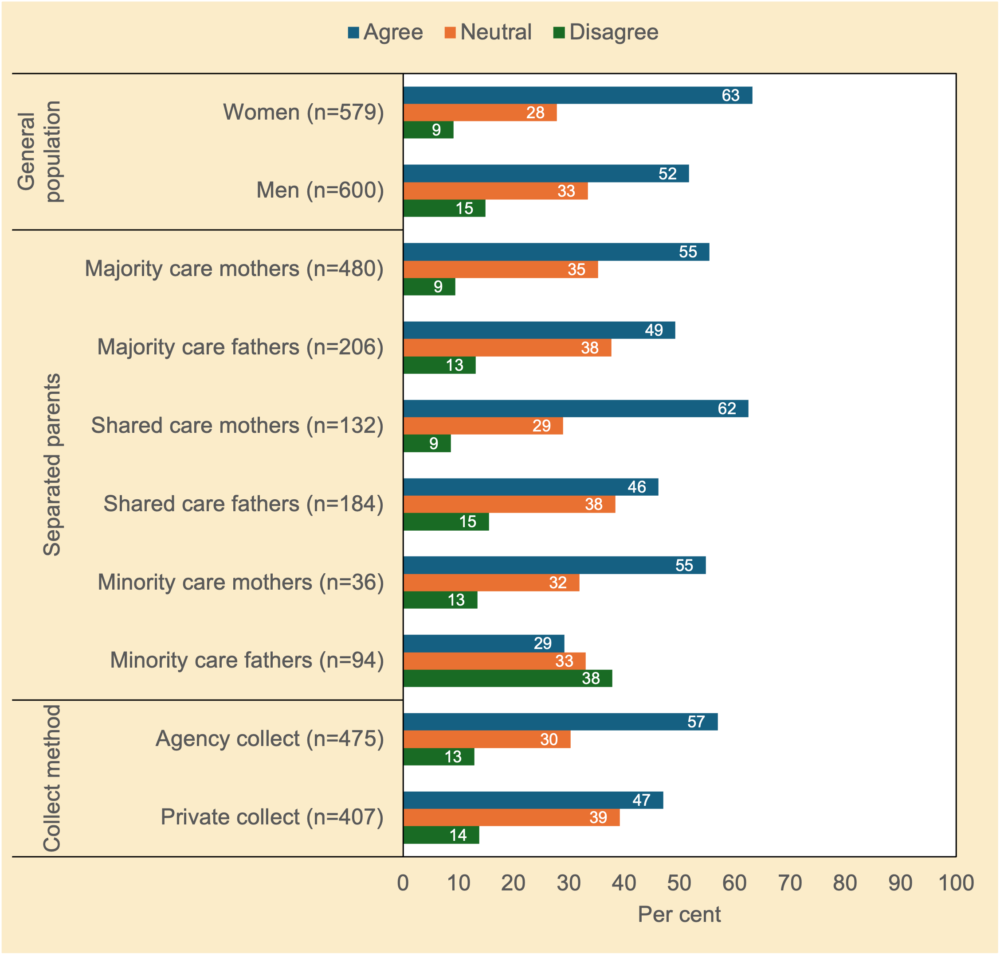 Agree Neutral Disagree
General
population
Women (n=579)
63
28
9
Men (n=600)
52
33
15
Separated parents
Majority care mothers (n=480)
55
35
9
Majority care fathers (n=206)
49
38
13
Shared care mothers (n=132)
62
29
9
Shared care fathers (n=184)
46
38
15
Minority care mothers (n=36)
55
32
13
Minority care fathers (n=94)
29
33
38
Collect method
Agency collect (n=475)
57
30
13
Private collect (n=407)
47
39
14
0 10 20 30 40 50 60 70 80 90 100
Per cent